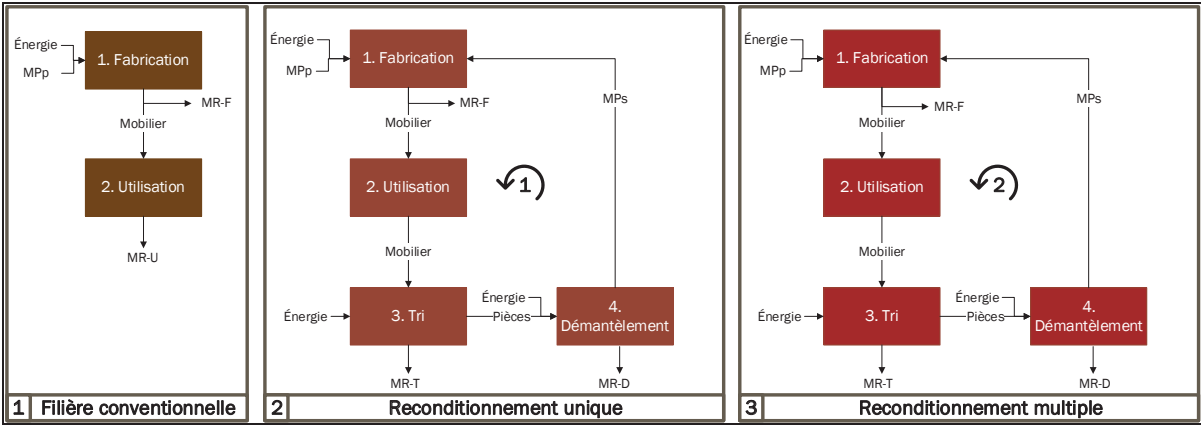 Énergie
MPp
1. Fabrication
MR-F
Mobilier
2. Utilisation
MR-U
1 Filière conventionnelle
Énergie
MPp
1. Fabrication
MPs
MR-F
Mobilier
2. Utilisation
1
Mobilier
Énergie
3. Tri
Énergie
Pièces
4.
Démantèlement
MR-T
MR-D
2 Reconditionnement unique
Énergie
MPp
1. Fabrication
MPs
MR-F
Mobilier
2. Utilisation
2
Mobilier
Énergie
3. Tri
Énergie
Pièces
4.
Démantèlement
MR-T
MR-D
3 Reconditionnement multiple